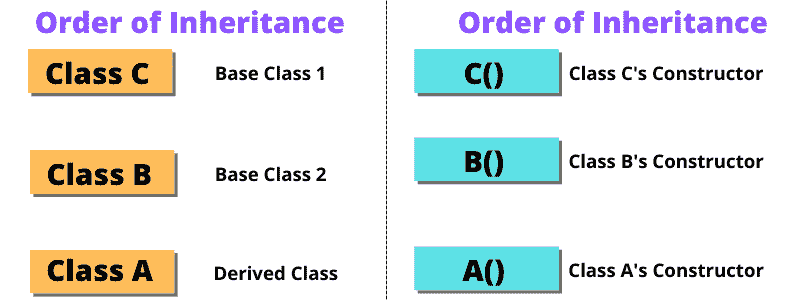 Order of Inheritance
Class C Base Class 1
Class B Base Class 2
Class A Derived Class
Order of Inheritance
C() Class C's Constructor
B() Class B's Constructor
A() Class A's Constructor